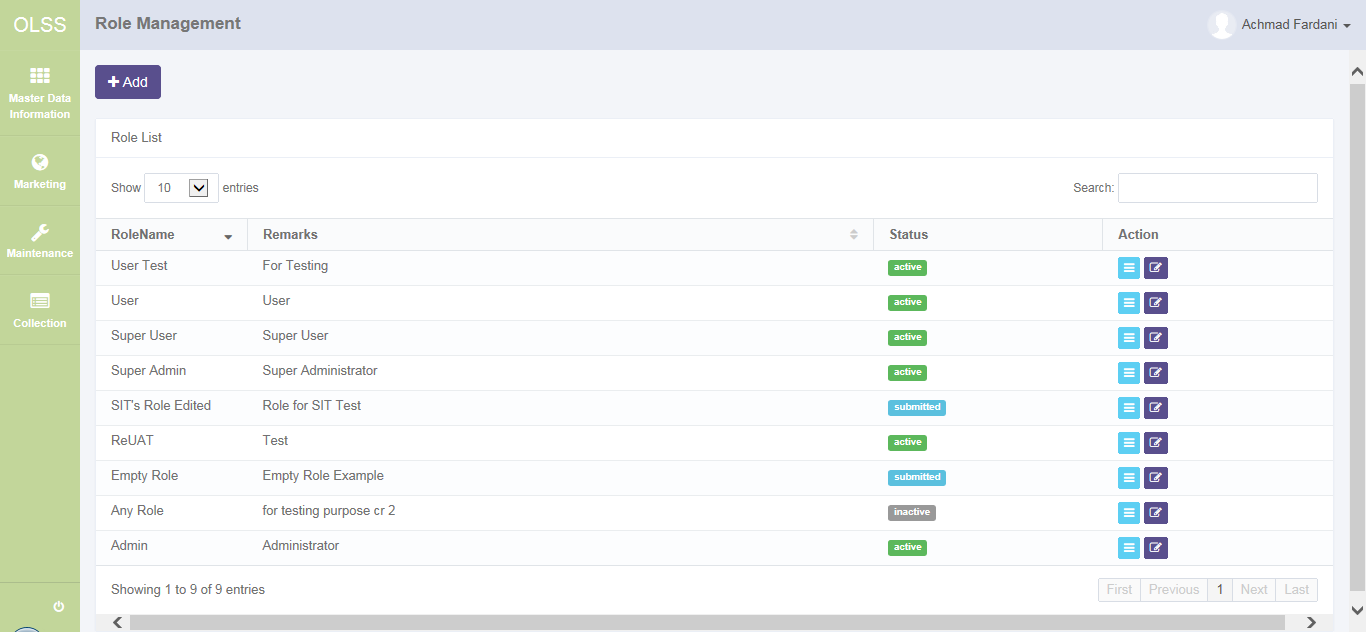 OLSS
Role Management
Achmad Fardani
Master Data
Information
Marketing
Maintenance
Collection
Add
Role List
Show 10 entries
Search:
RoleName Remarks Status Action
User Test For Testing active
User User active
Super User Super User active
Super Admin Super Administrator active
SIT's Role Edited Role for SIT Test submitted
ReUAT Test active
Empty Role Empty Role Example submitted
Any Role for testing purpose cr 2 inactive
Admin Administrator active
Showing 1 to 9 of 9 entries
First Previous 1 Next Last